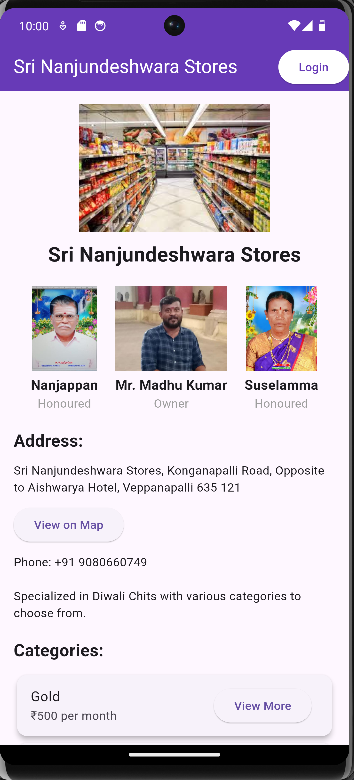 10:00
Sri Nanjundeshwara Stores
Login
Sri Nanjundeshwara Stores
Nanjappan Mr. Madhu Kumar Suselamma
Honoured Owner Honoured
Address:
Sri Nanjundeshwara Stores, Konganapalli Road, Opposite
to Aishwarya Hotel, Veppanapalli 635 121
View on Map
Phone: +91 9080660749
Specialized in Diwali Chits with various categories to
choose from.
Categories:
Gold
₹500 per month
View More